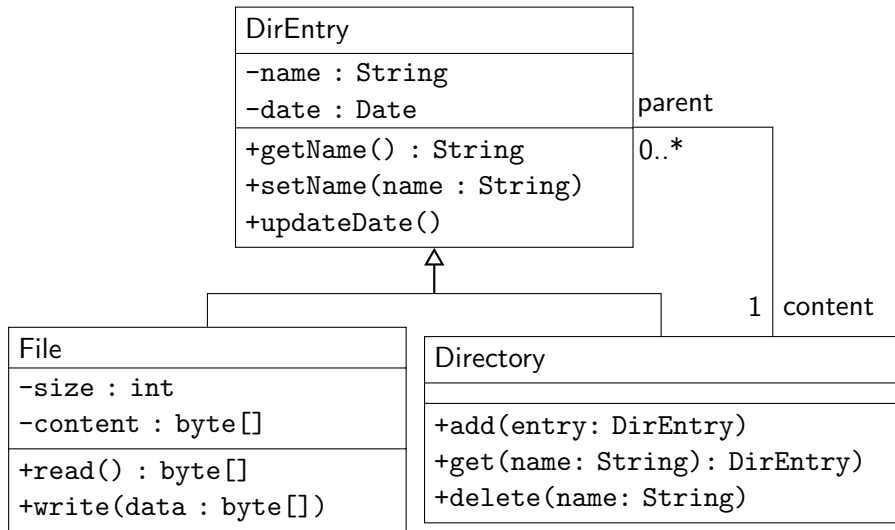 DirEntry
-name : String
-date : Date
+getName() : String
+setName(name : String)
+updateDate()
parent
0..*
1
content
File
-size : int
-content : byte[]
+read() : byte[]
+write(data : byte[])
Directory
+add(entry: DirEntry)
+get(name: String): DirEntry)
+delete(name: String)